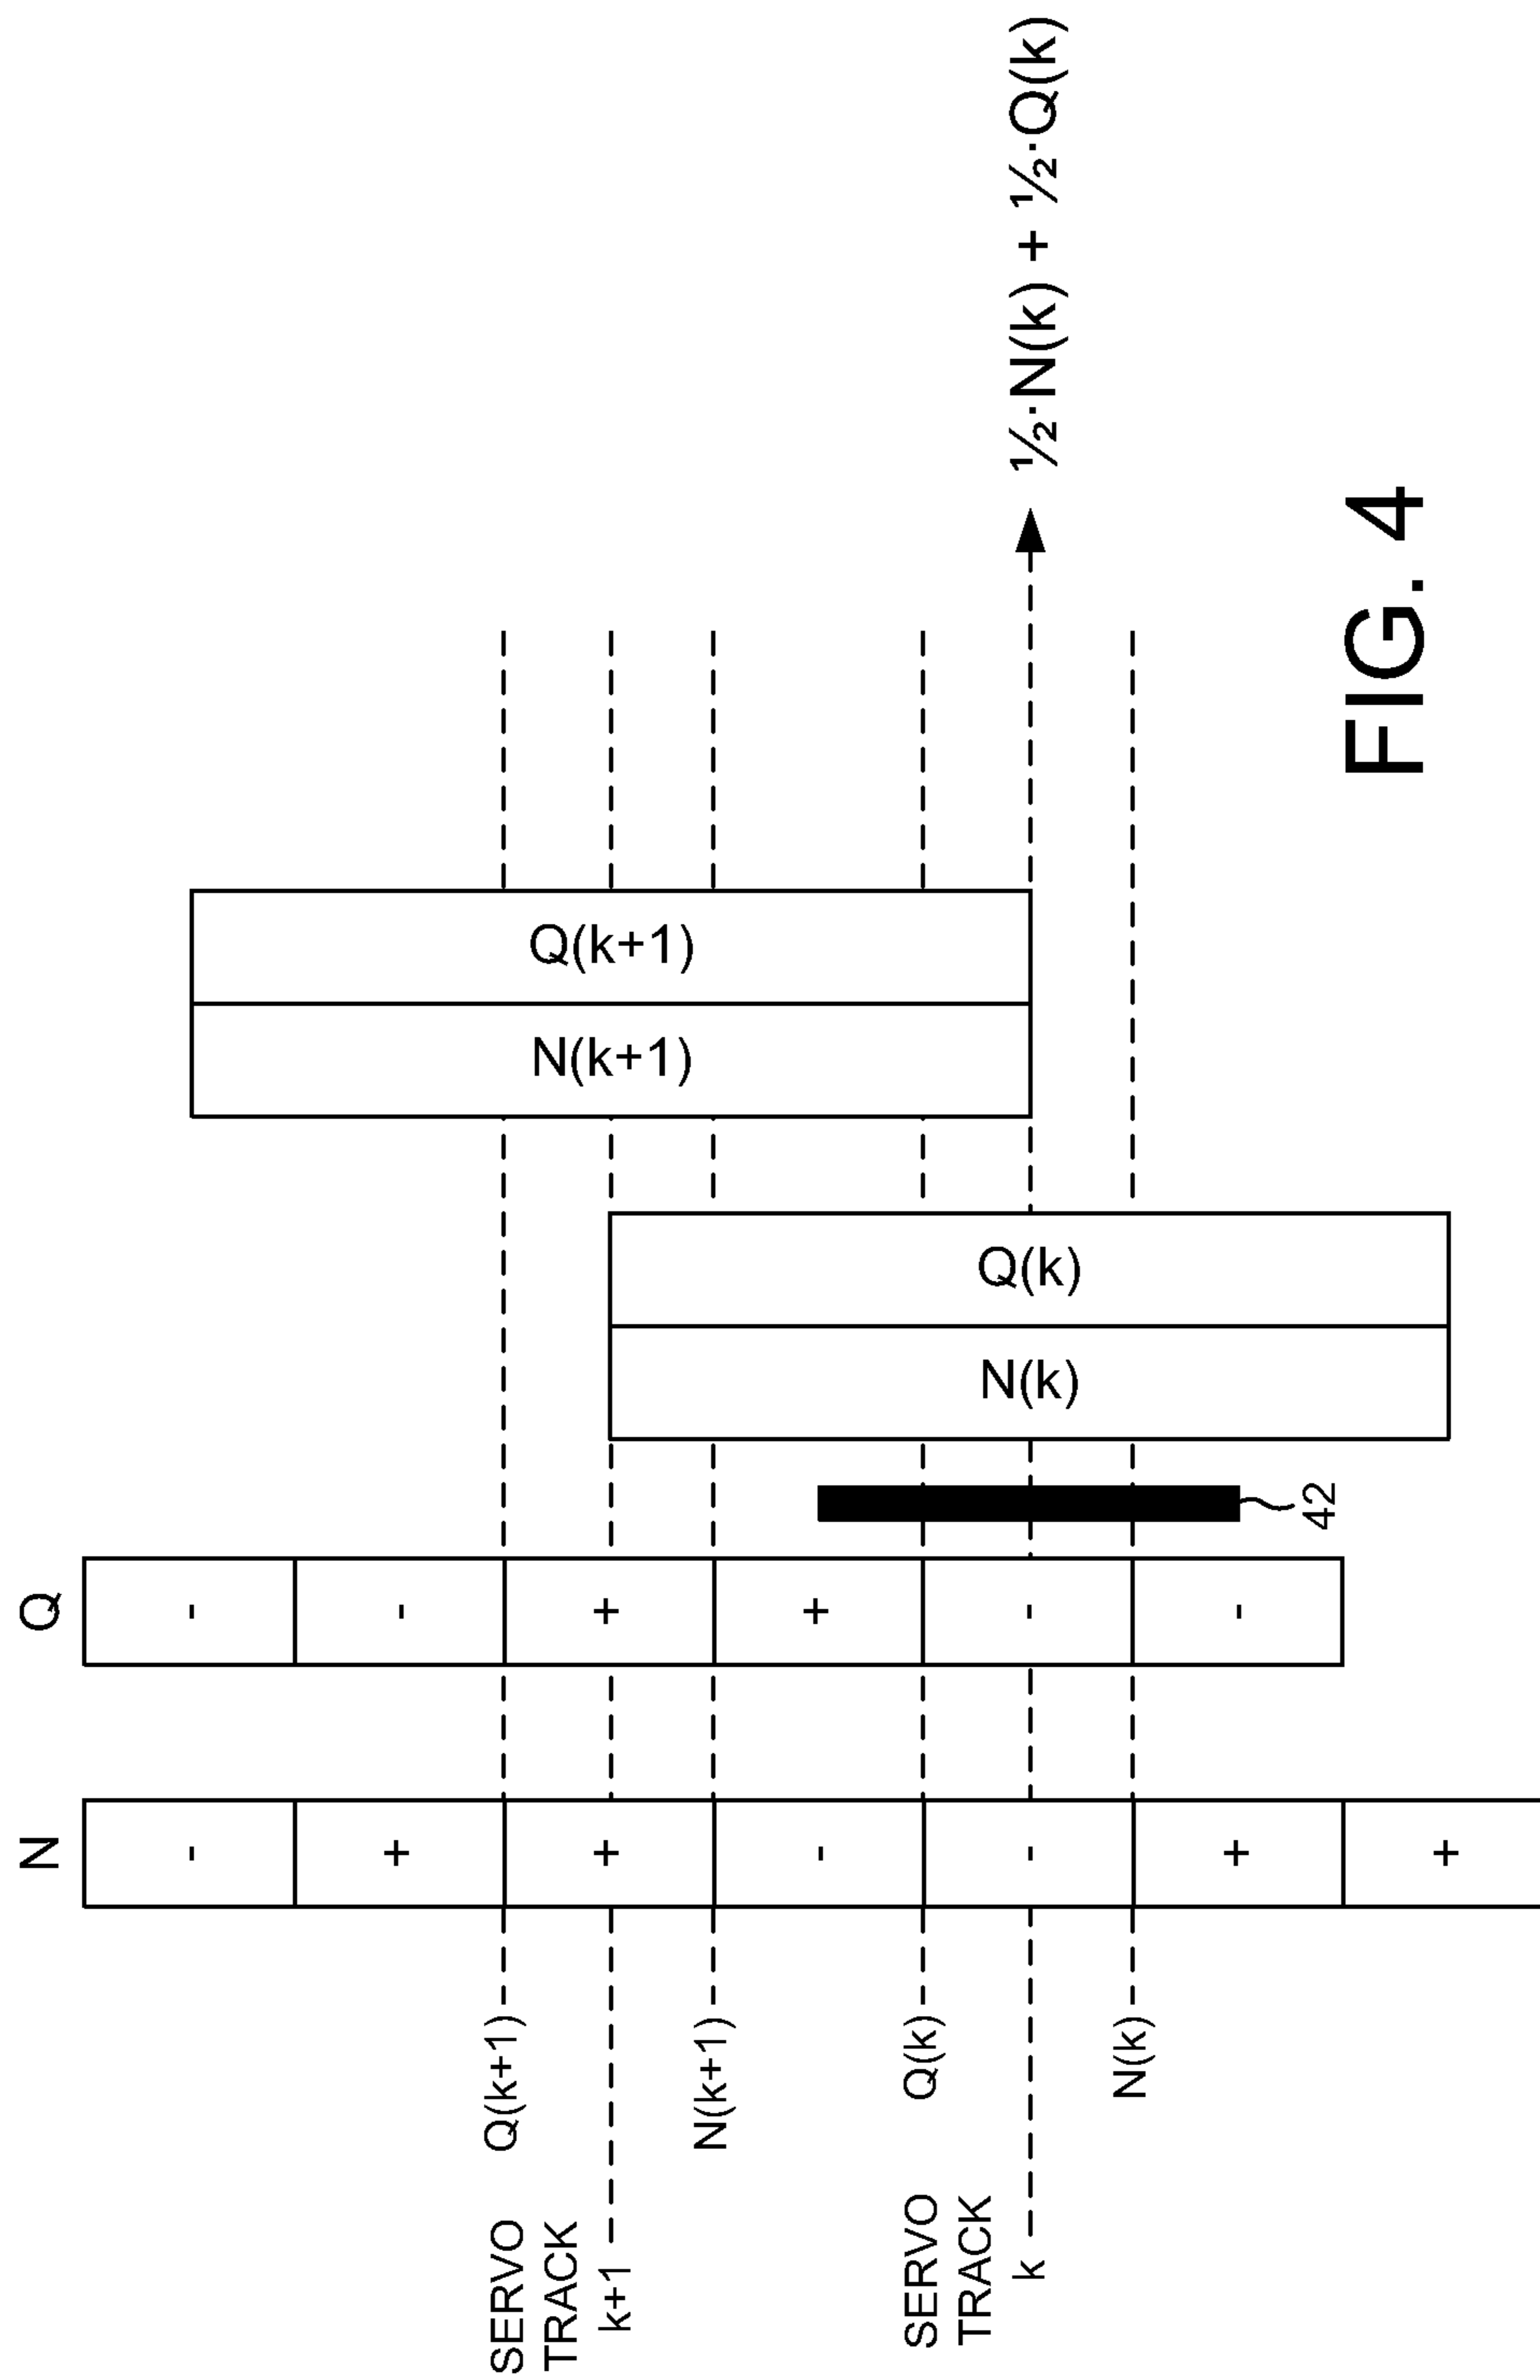 N Q
- -
+ -
SERVO Q(k+1)
TRACK
k+1 + + N(k+1) Q(k+1)
N(k+1)
- +
SERVO Q(k)
TRACK
k - - N(k) Q(k) ½·N(k) + ½·Q(k)
N(k)
+ -
42
FIG. 4
+